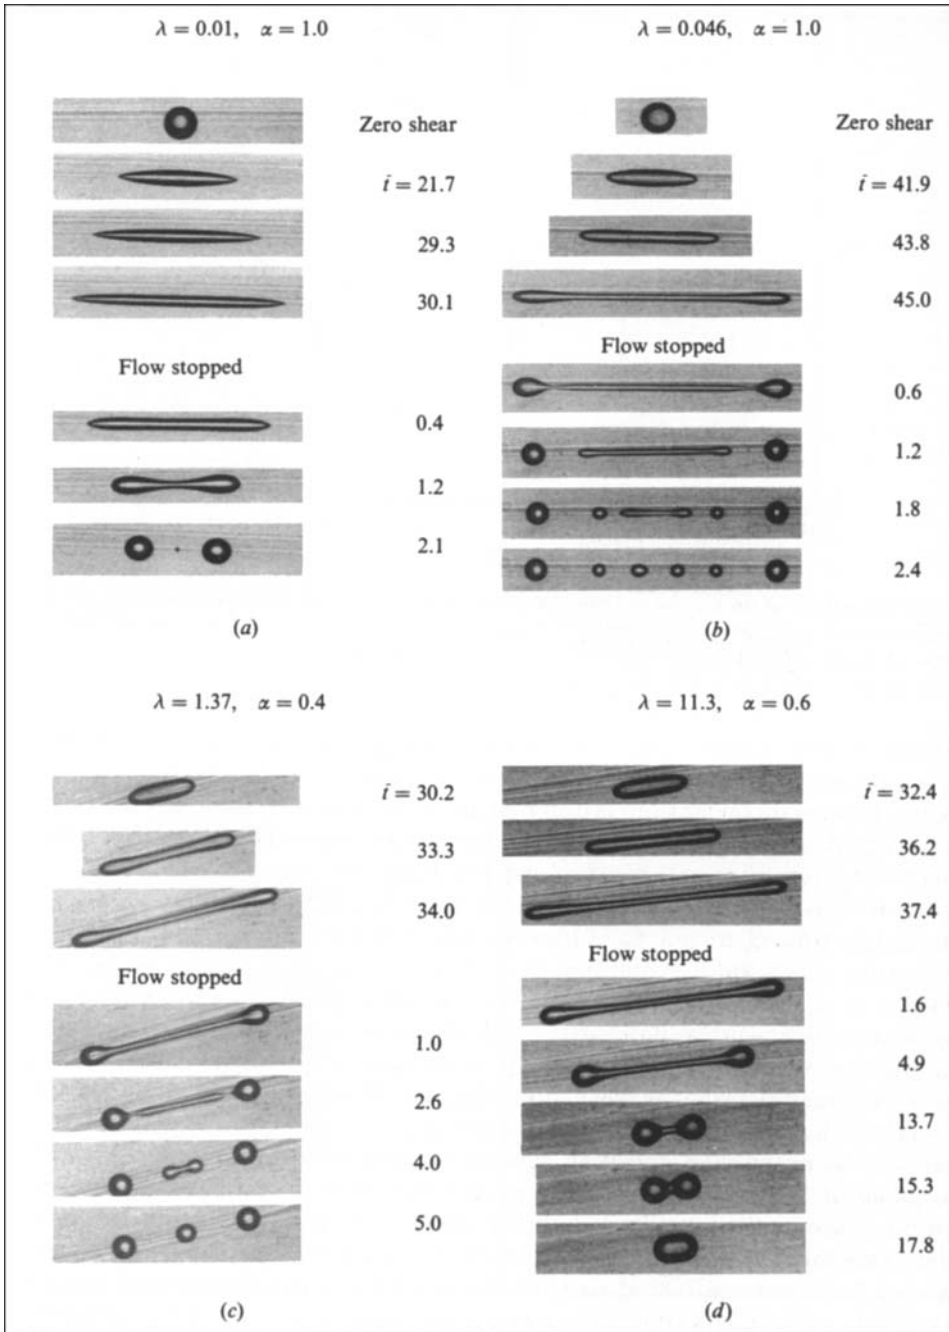 λ = 0.01, α = 1.0
Zero shear
t̄ = 21.7
29.3
30.1
Flow stopped
0.4
1.2
2.1
(a)
λ = 0.046, α = 1.0
Zero shear
t̄ = 41.9
43.8
45.0
Flow stopped
0.6
1.2
1.8
2.4
(b)
λ = 1.37, α = 0.4
t̄ = 30.2
33.3
34.0
Flow stopped
1.0
2.6
4.0
5.0
(c)
λ = 11.3, α = 0.6
t̄ = 32.4
36.2
37.4
Flow stopped
1.6
4.9
13.7
15.3
17.8
(d)